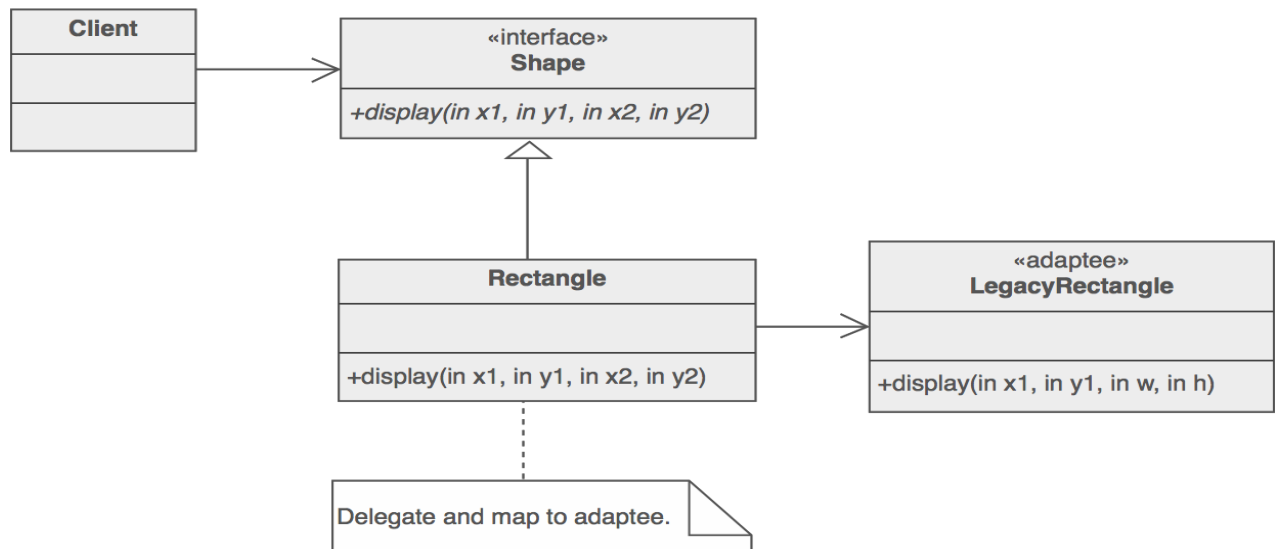 Client
«interface»
Shape
+display(in x1, in y1, in x2, in y2)
Rectangle
+display(in x1, in y1, in x2, in y2)
«adaptee»
LegacyRectangle
+display(in x1, in y1, in w, in h)
Delegate and map to adaptee.